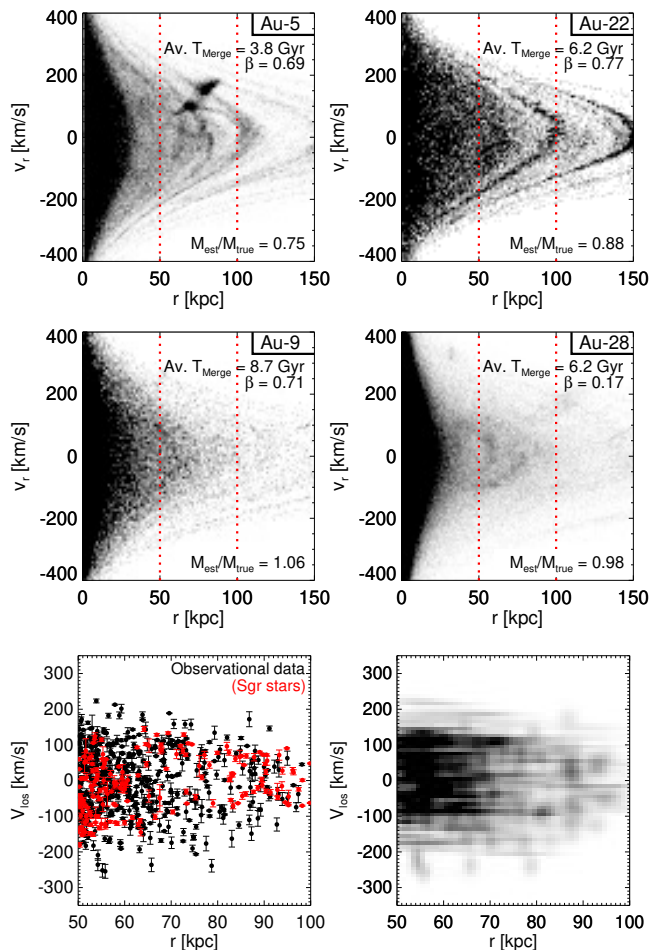 Au-5
Av. T_Merge = 3.8 Gyr
β = 0.69
M_est/M_true = 0.75
400
200
0
-200
-400
v_r [km/s]
0 50 100 150
r [kpc]
Au-22
Av. T_Merge = 6.2 Gyr
β = 0.77
M_est/M_true = 0.88
400
200
0
-200
-400
v_r [km/s]
0 50 100 150
r [kpc]
Au-9
Av. T_Merge = 8.7 Gyr
β = 0.71
M_est/M_true = 1.06
400
200
0
-200
-400
v_r [km/s]
0 50 100 150
r [kpc]
Au-28
Av. T_Merge = 6.2 Gyr
β = 0.17
M_est/M_true = 0.98
400
200
0
-200
-400
v_r [km/s]
0 50 100 150
r [kpc]
Observational data
(Sgr stars)
300
200
100
0
-100
-200
-300
V_los [km/s]
50 60 70 80 90 100
r [kpc]
300
200
100
0
-100
-200
-300
V_los [km/s]
50 60 70 80 90 100
r [kpc]